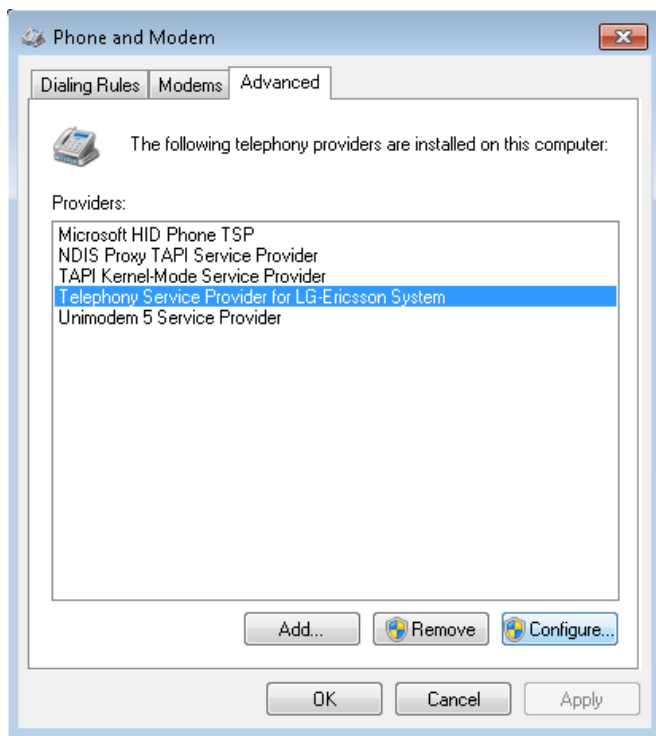 Phone and Modem
Dialing Rules Modems Advanced
The following telephony providers are installed on this computer:
Providers:
Microsoft HID Phone TSP
NDIS Proxy TAPI Service Provider
TAPI Kernel-Mode Service Provider
Telephony Service Provider for LG-Ericsson System
Unimodem 5 Service Provider
Add... Remove Configure...
OK Cancel Apply